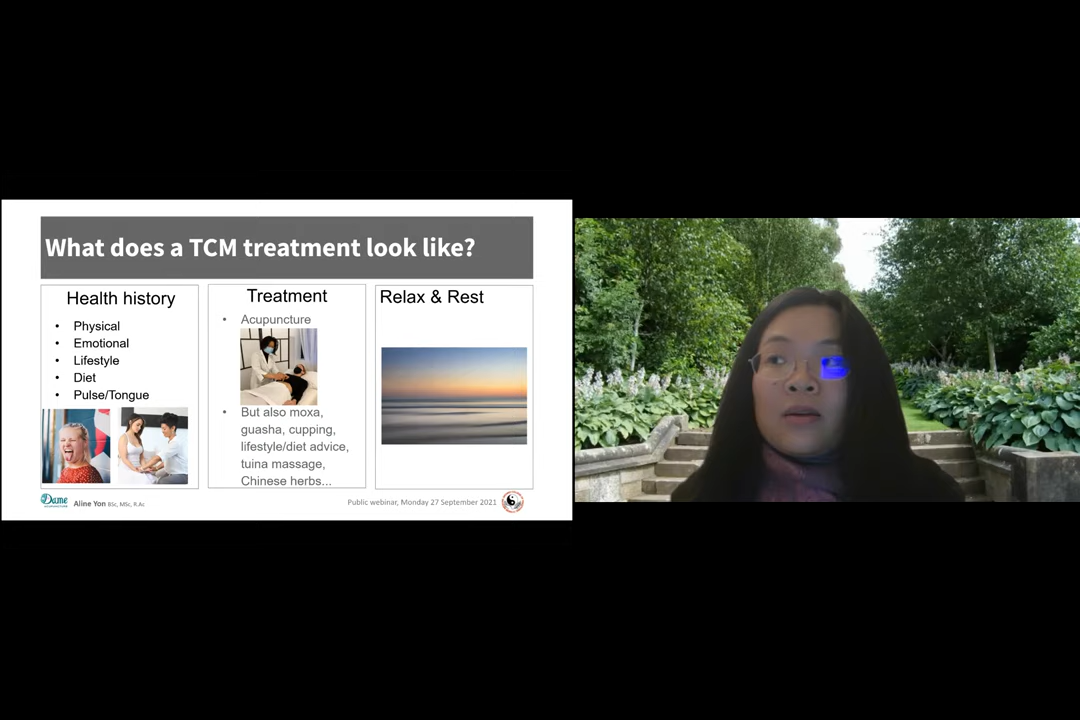 What does a TCM treatment look like?
Health history
• Physical
• Emotional
• Lifestyle
• Diet
• Pulse/Tongue
Treatment
• Acupuncture
• But also moxa,
guasha, cupping,
lifestyle/diet advice,
tuina massage,
Chinese herbs...
Relax & Rest
Dame
Aline Yon BSc, MSc, R.Ac
Public webinar, Monday 27 September 2021